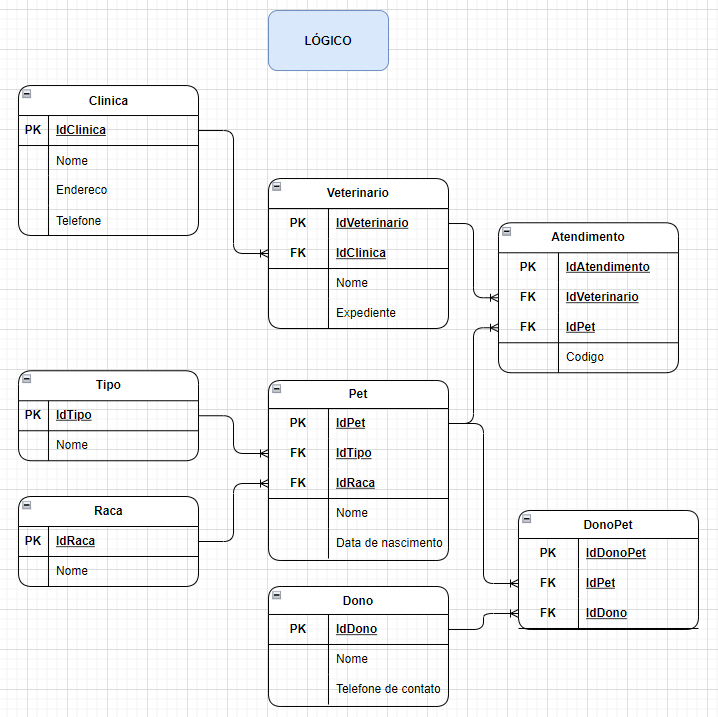 LÓGICO
Clinica
PK IdClinica
Nome
Endereco
Telefone
Veterinario
PK IdVeterinario
FK IdClinica
Nome
Expediente
Atendimento
PK IdAtendimento
FK IdVeterinario
FK IdPet
Codigo
Tipo
PK IdTipo
Nome
Pet
PK IdPet
FK IdTipo
FK IdRaca
Nome
Data de nascimento
Raca
PK IdRaca
Nome
DonoPet
PK IdDonoPet
FK IdPet
FK IdDono
Dono
PK IdDono
Nome
Telefone de contato